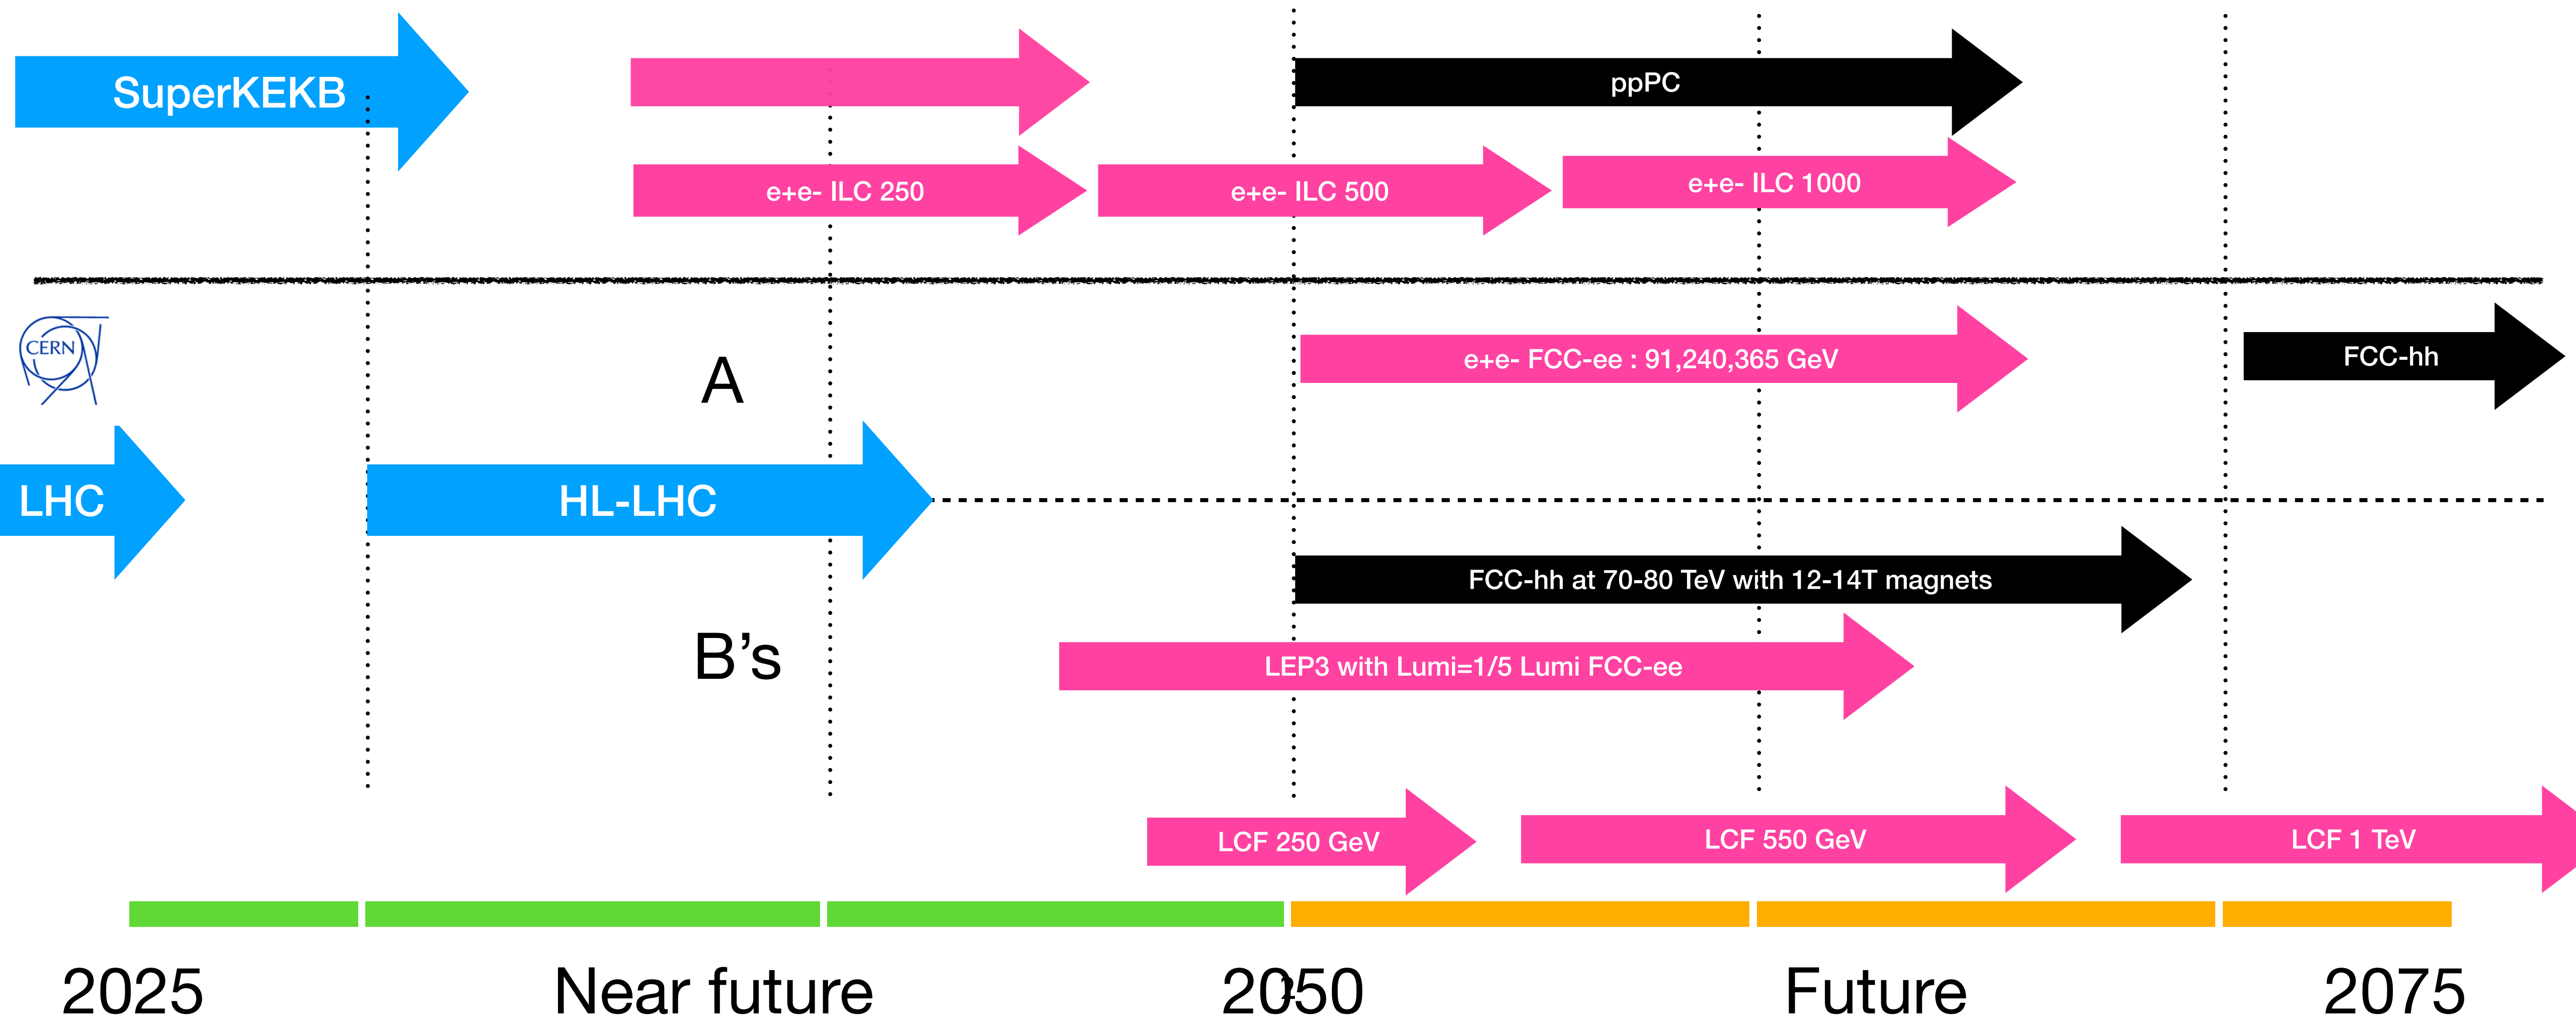 SuperKEKB
ppPC
e+e- ILC 250
e+e- ILC 500
e+e- ILC 1000
CERN
A
e+e- FCC-ee : 91,240,365 GeV
FCC-hh
LHC
HL-LHC
FCC-hh at 70-80 TeV with 12-14T magnets
B’s
LEP3 with Lumi=1/5 Lumi FCC-ee
LCF 250 GeV
LCF 550 GeV
LCF 1 TeV
2025
Near future
2050
2
Future
2075